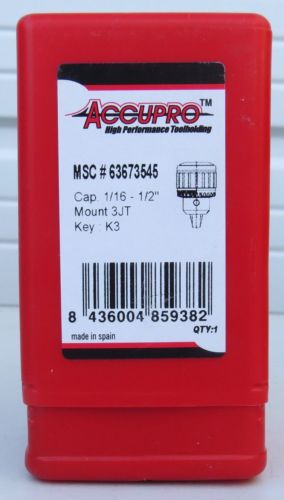 ACCUPRO™
High Performance Toolholding
MSC # 63673545
Cap. 1/16 - 1/2"
Mount 3JT
Key : K3
8 436004 859382
made in spain
QTY:1